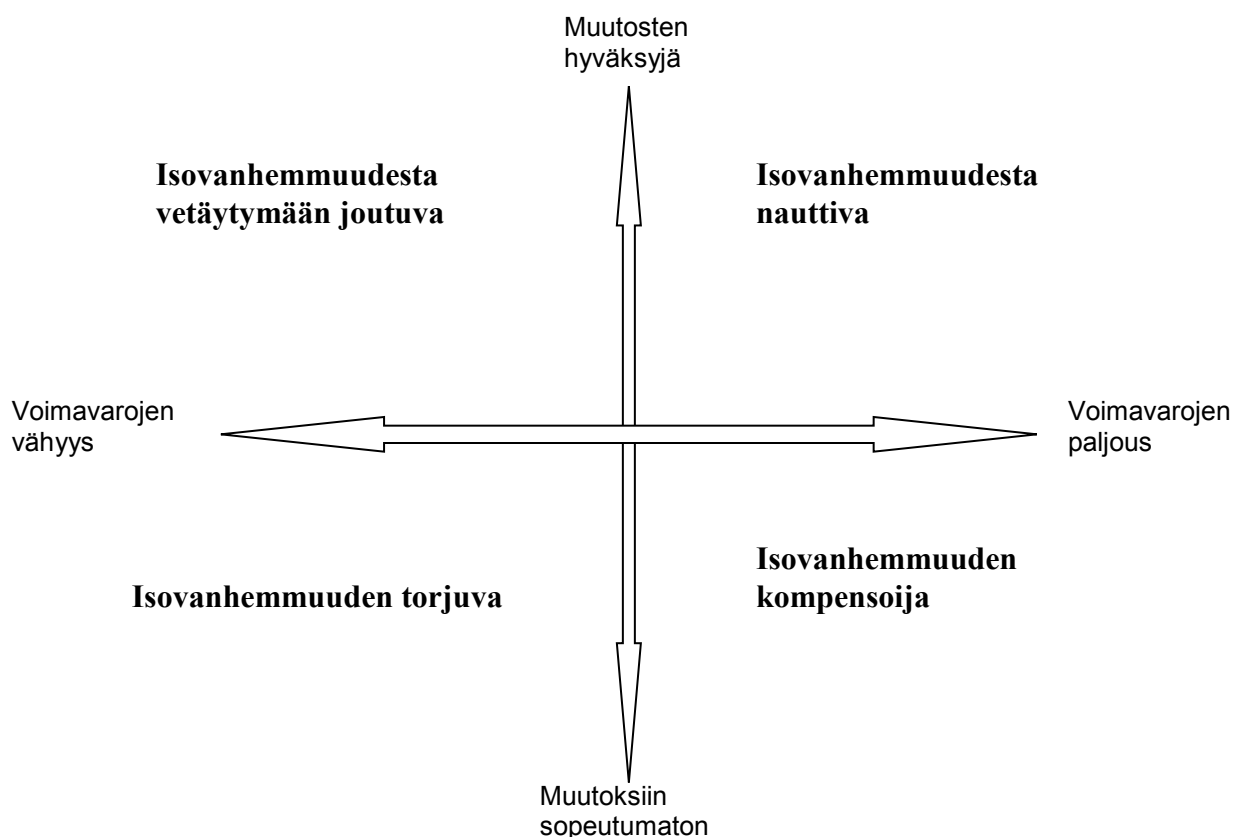 Muutosten
hyväksyjä
Isovanhemmuudesta
vetäytymään joutuva
Isovanhemmuudesta
nauttiva
Voimavarojen
vähyys
Voimavarojen
paljous
Isovanhemmuuden torjuva
Isovanhemmuuden
kompensoija
Muutoksiin
sopeutumaton